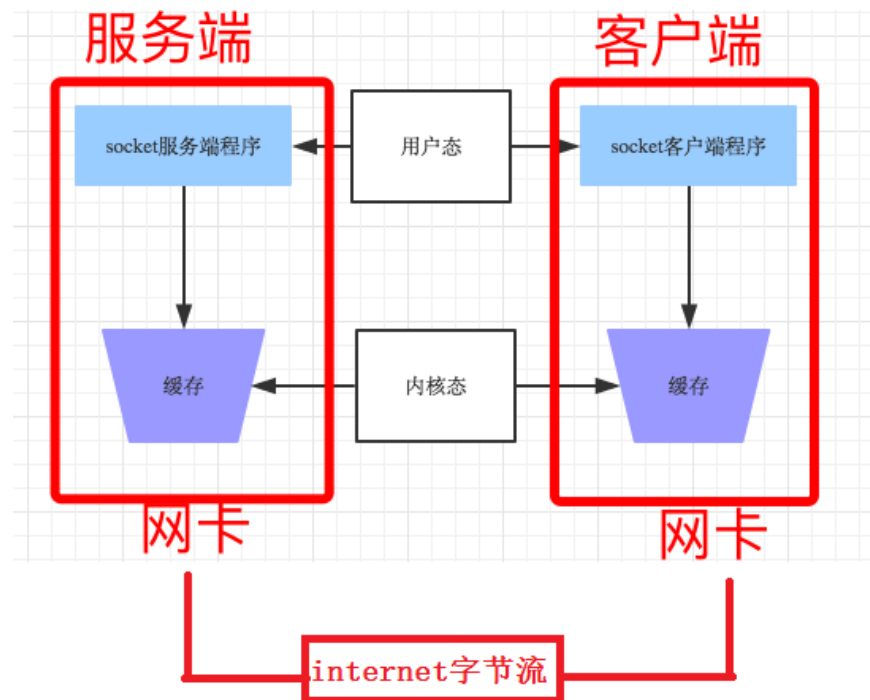 服务端
客户端
socket服务端程序
用户态
socket客户端程序
缓存
内核态
缓存
网卡
网卡
internet字节流